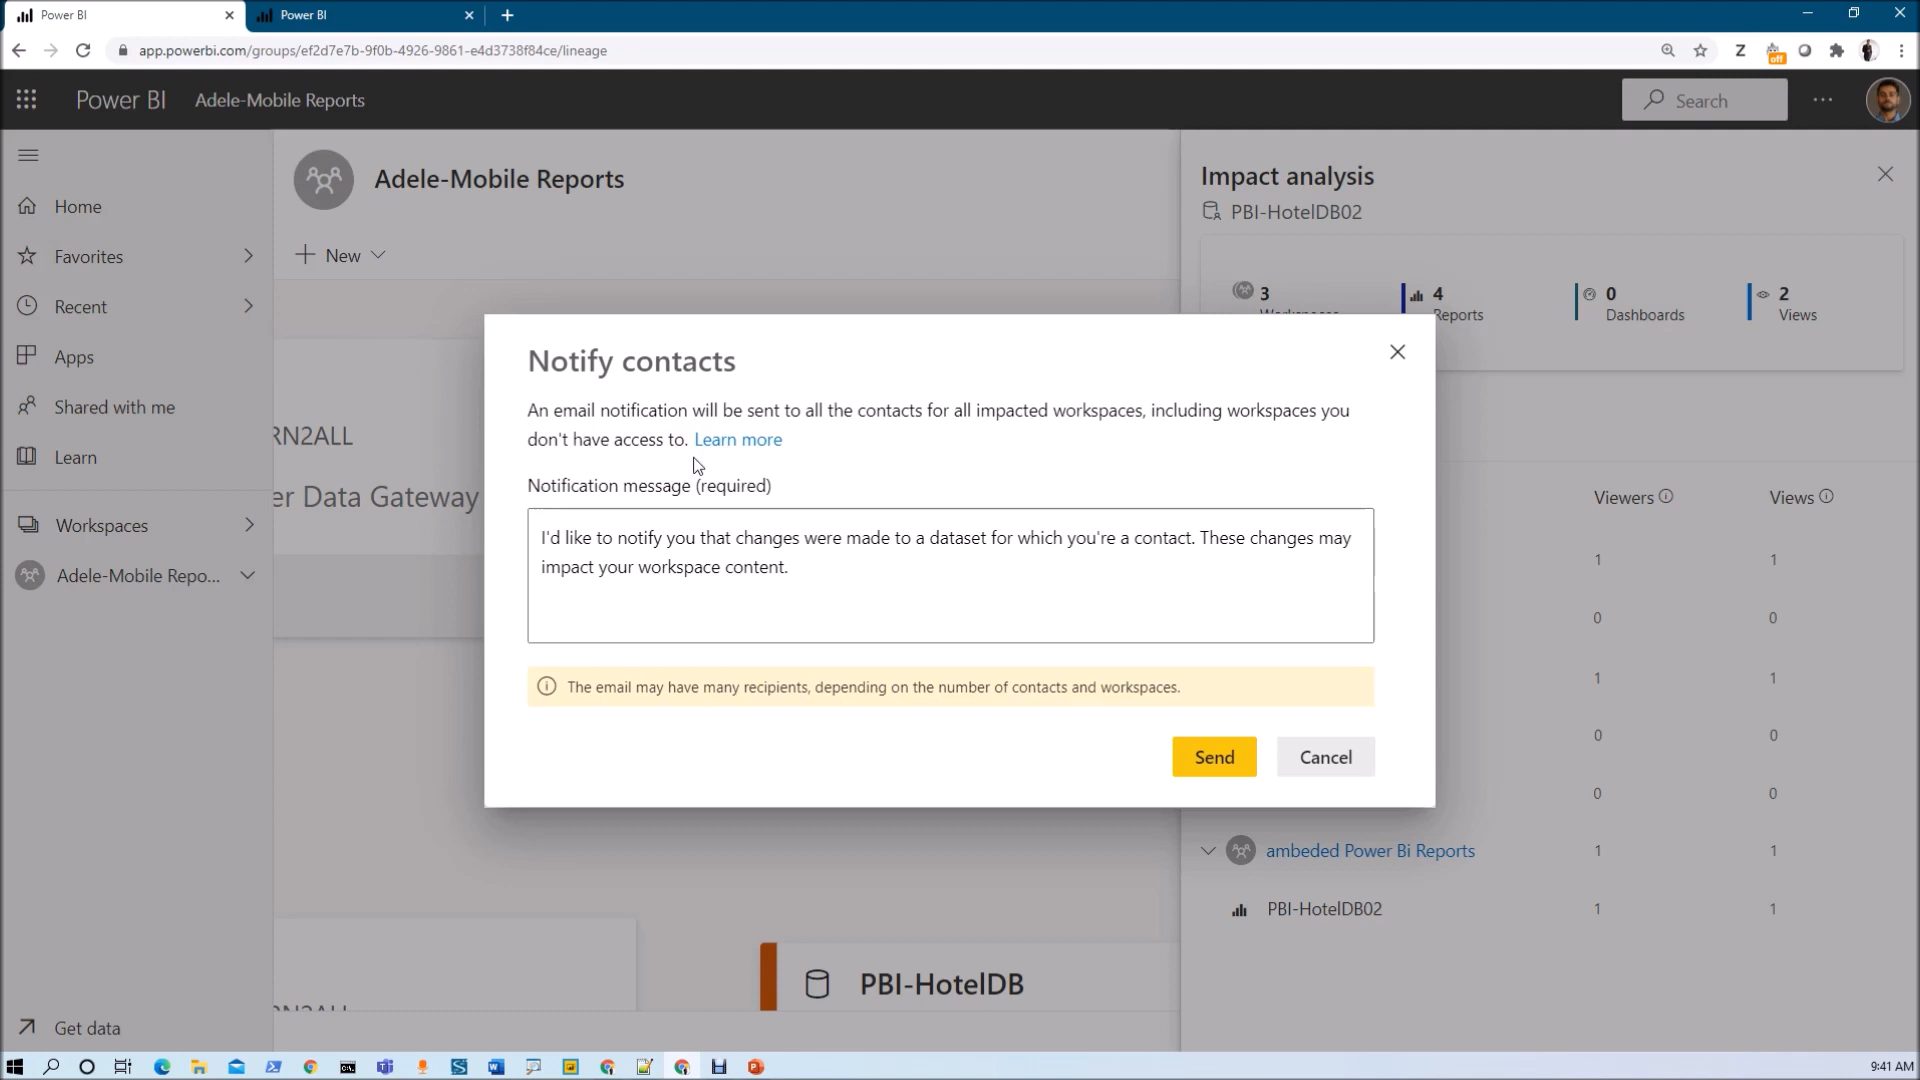 Power BI
Power BI
app.powerbi.com/groups/ef2d7e7b-9f0b-4926-9861-e4d3738f84ce/lineage
Z
off
Power BI
Adele-Mobile Reports
Search
Home
Favorites
Recent
Apps
Shared with me
Learn
Workspaces
Adele-Mobile Repo...
Get data
Adele-Mobile Reports
New
RN2ALL
er Data Gateway
PBI-HotelDB
Impact analysis
PBI-HotelDB02
3
Workspaces
4
Reports
0
Dashboards
2
Views
Notify contacts
An email notification will be sent to all the contacts for all impacted workspaces, including workspaces you
don't have access to. Learn more
Notification message (required)
I'd like to notify you that changes were made to a dataset for which you're a contact. These changes may
impact your workspace content.
The email may have many recipients, depending on the number of contacts and workspaces.
Send
Cancel
Viewers
Views
1 1
0 0
1 1
0 0
0 0
ambeded Power Bi Reports 1 1
PBI-HotelDB02 1 1
9:41 AM